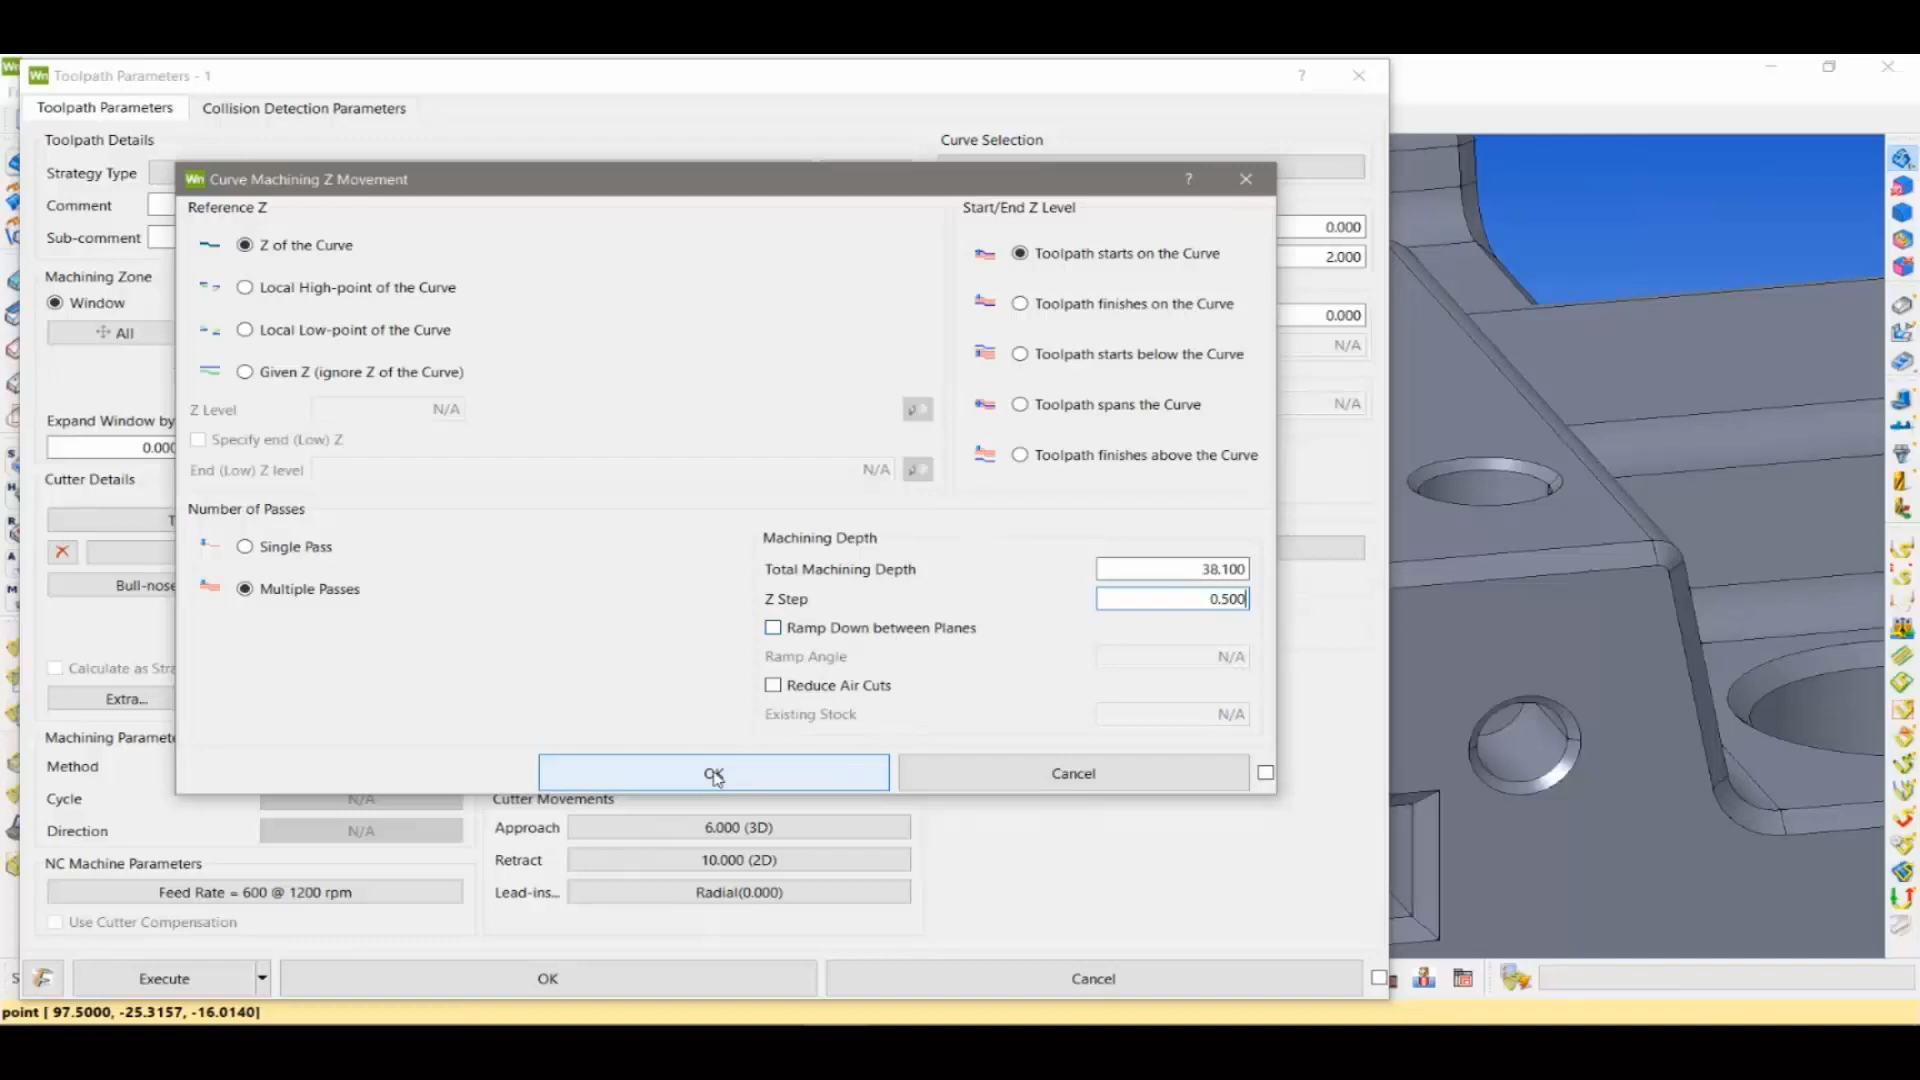 Wn Toolpath Parameters - 1 ?
Toolpath Parameters Collision Detection Parameters
Toolpath Details
Curve Selection
Strategy Type
Comment
Sub-comment
0.000
2.000
Machining Zone
Window
0.000
All
N/A
N/A
Expand Window by
0.000
Cutter Details
Bull-nose
Calculate as Stra
Extra...
Machining Paramete
Method
Cycle N/A
Direction N/A
NC Machine Parameters
Feed Rate = 600 @ 1200 rpm
Use Cutter Compensation
Cutter Movements
Approach 6.000 (3D)
Retract 10.000 (2D)
Lead-ins... Radial(0.000)
Execute OK Cancel
Wn Curve Machining Z Movement ?
Reference Z
Z of the Curve
Local High-point of the Curve
Local Low-point of the Curve
Given Z (ignore Z of the Curve)
Z Level N/A
Specify end (Low) Z
End (Low) Z level N/A
Start/End Z Level
Toolpath starts on the Curve
Toolpath finishes on the Curve
Toolpath starts below the Curve
Toolpath spans the Curve
Toolpath finishes above the Curve
Number of Passes
Single Pass
Multiple Passes
Machining Depth
Total Machining Depth 38.100
Z Step 0.500
Ramp Down between Planes
Ramp Angle N/A
Reduce Air Cuts
Existing Stock N/A
OK Cancel
point [ 97.5000, -25.3157, -16.0140]